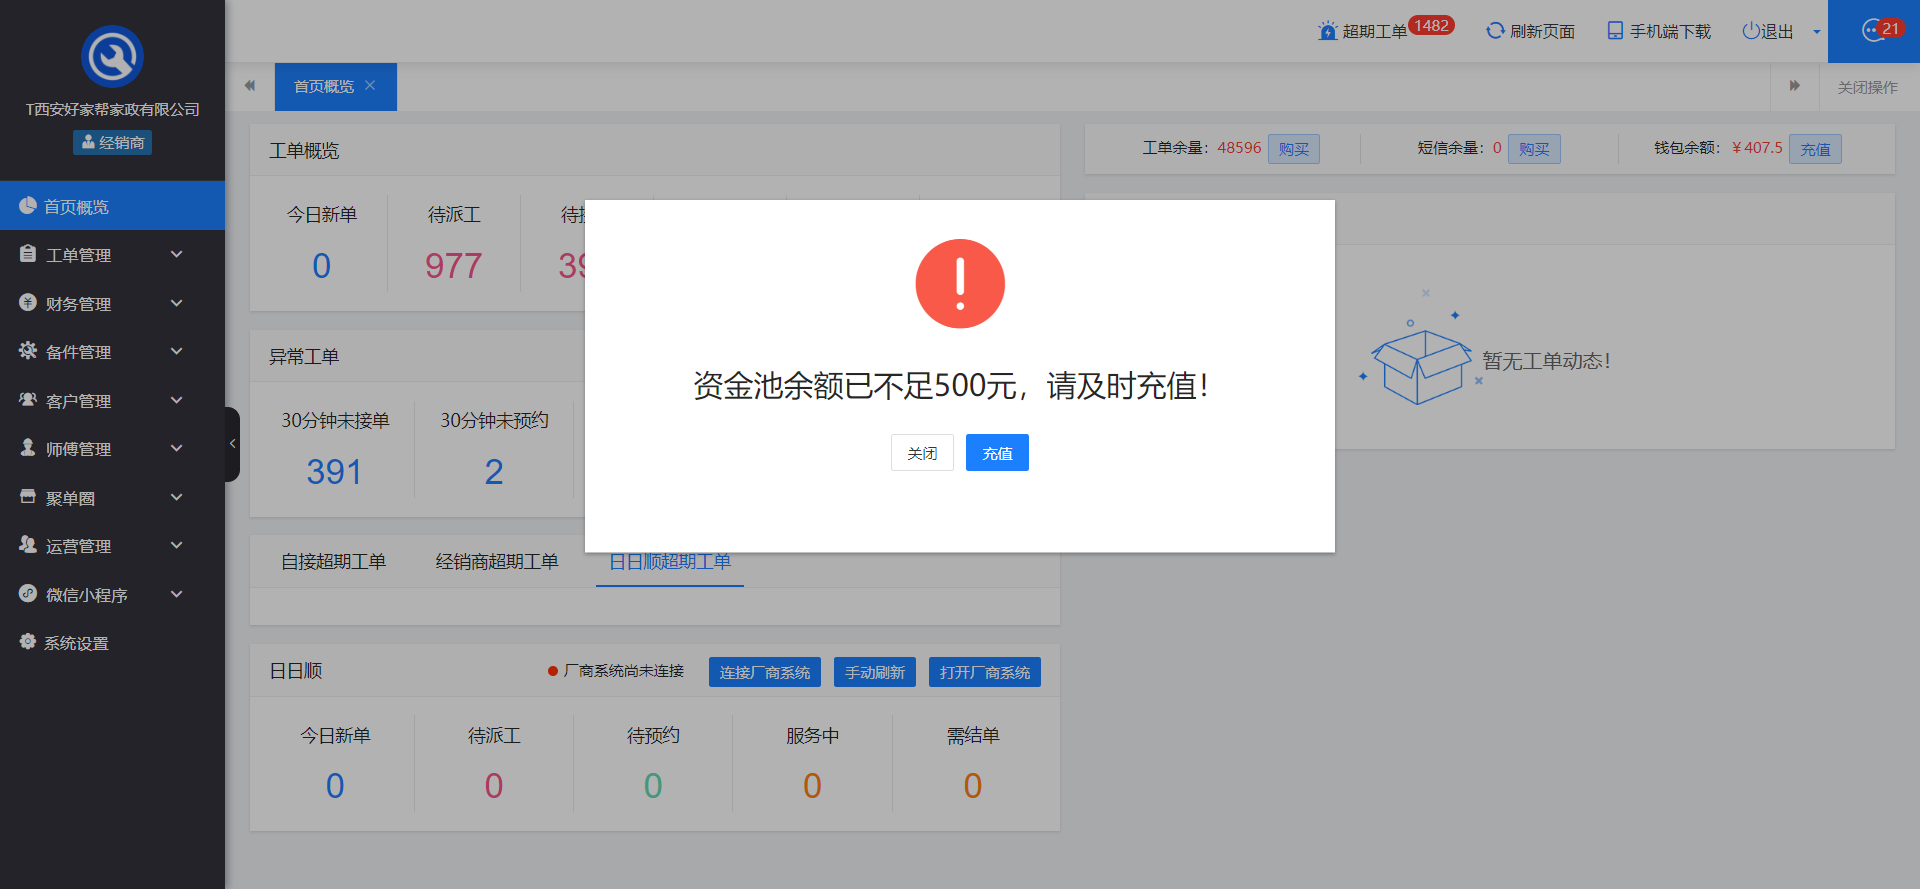 T西安好家帮家政有限公司
经销商
首页概览
工单管理
财务管理
备件管理
客户管理
师傅管理
聚单圈
运营管理
微信小程序
系统设置
超期工单 1482
刷新页面
手机端下载
退出
21
首页概览
关闭操作
工单概览
今日新单 待派工
0 977
工单余量：48596 购买
短信余量：0 购买
钱包余额：￥407.5 充值
暂无工单动态！
异常工单
30分钟未接单 30分钟未预约
391 2
资金池余额已不足500元，请及时充值！
关闭 充值
自接超期工单 经销商超期工单 日日顺超期工单
日日顺 厂商系统尚未连接 连接厂商系统 手动刷新 打开厂商系统
今日新单 待派工 待预约 服务中 需结单
0 0 0 0 0